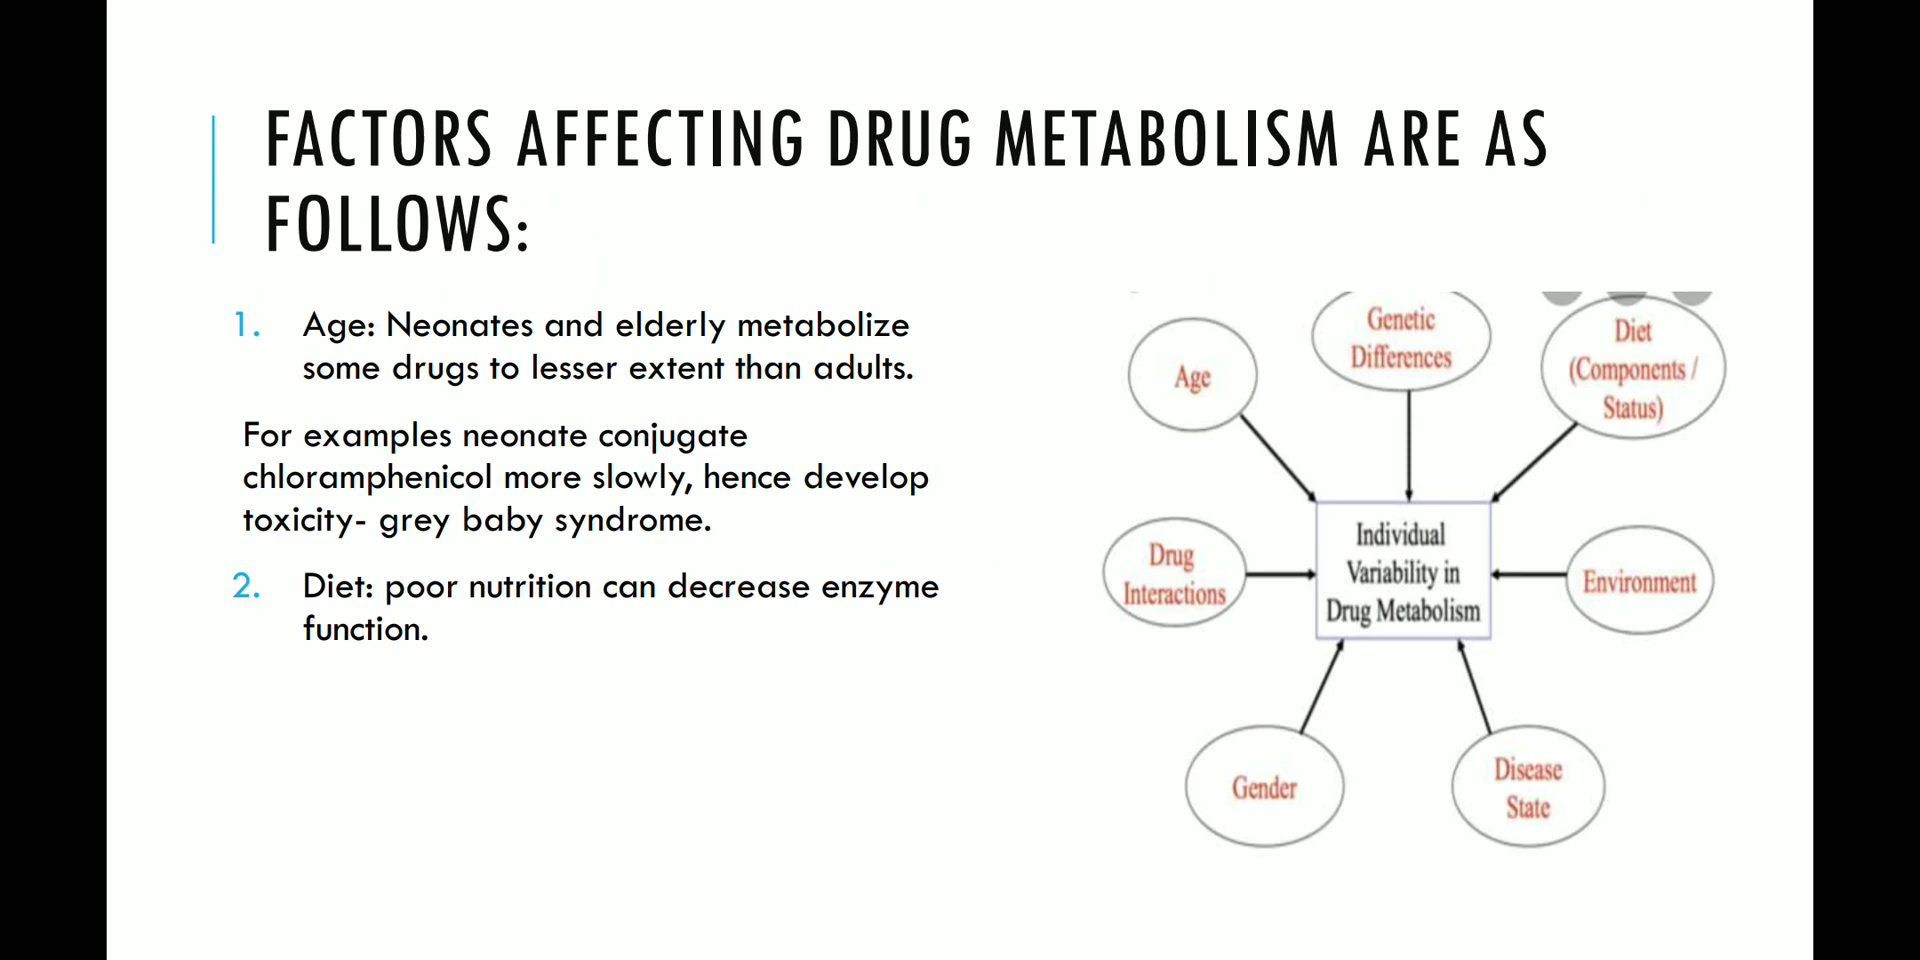 FACTORS AFFECTING DRUG METABOLISM ARE AS
FOLLOWS:
1. Age: Neonates and elderly metabolize
some drugs to lesser extent than adults.
For examples neonate conjugate
chloramphenicol more slowly, hence develop
toxicity- grey baby syndrome.
2. Diet: poor nutrition can decrease enzyme
function.
Age
Genetic
Differences
Diet
(Components /
Status)
Drug
Interactions
Individual
Variability in
Drug Metabolism
Environment
Gender
Disease
State